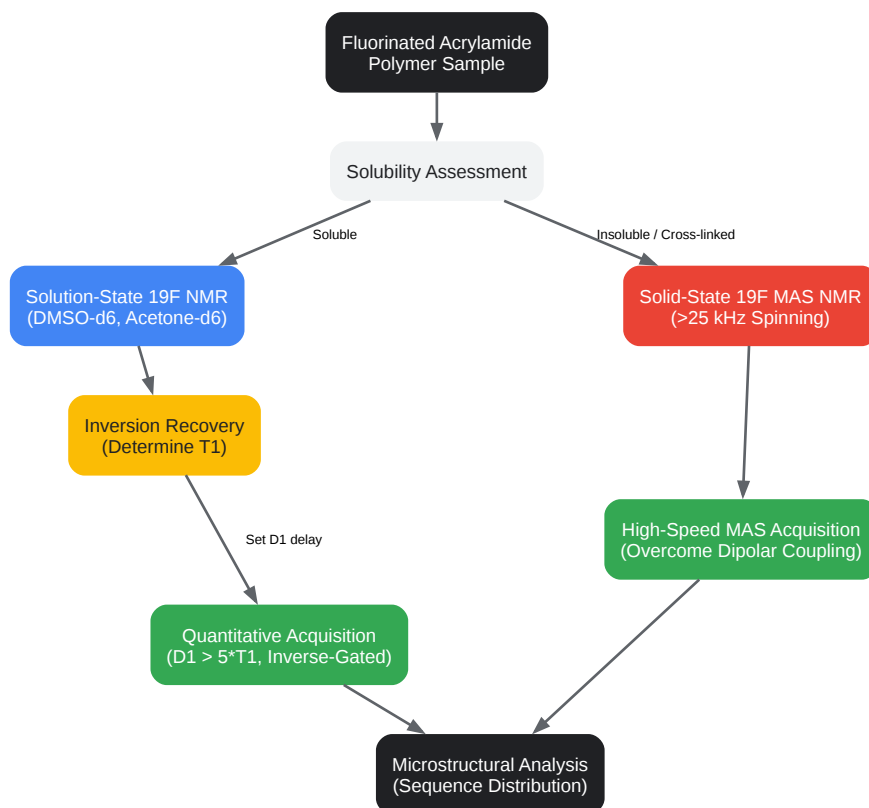 Fluorinated Acrylamide
Polymer Sample
Solubility Assessment
Soluble
Insoluble / Cross-linked
Solution-State 19F NMR
(DMSO-d6, Acetone-d6)
Solid-State 19F MAS NMR
(>25 kHz Spinning)
Inversion Recovery
(Determine T1)
Set D1 delay
High-Speed MAS Acquisition
(Overcome Dipolar Coupling)
Quantitative Acquisition
(D1 > 5*T1, Inverse-Gated)
Microstructural Analysis
(Sequence Distribution)